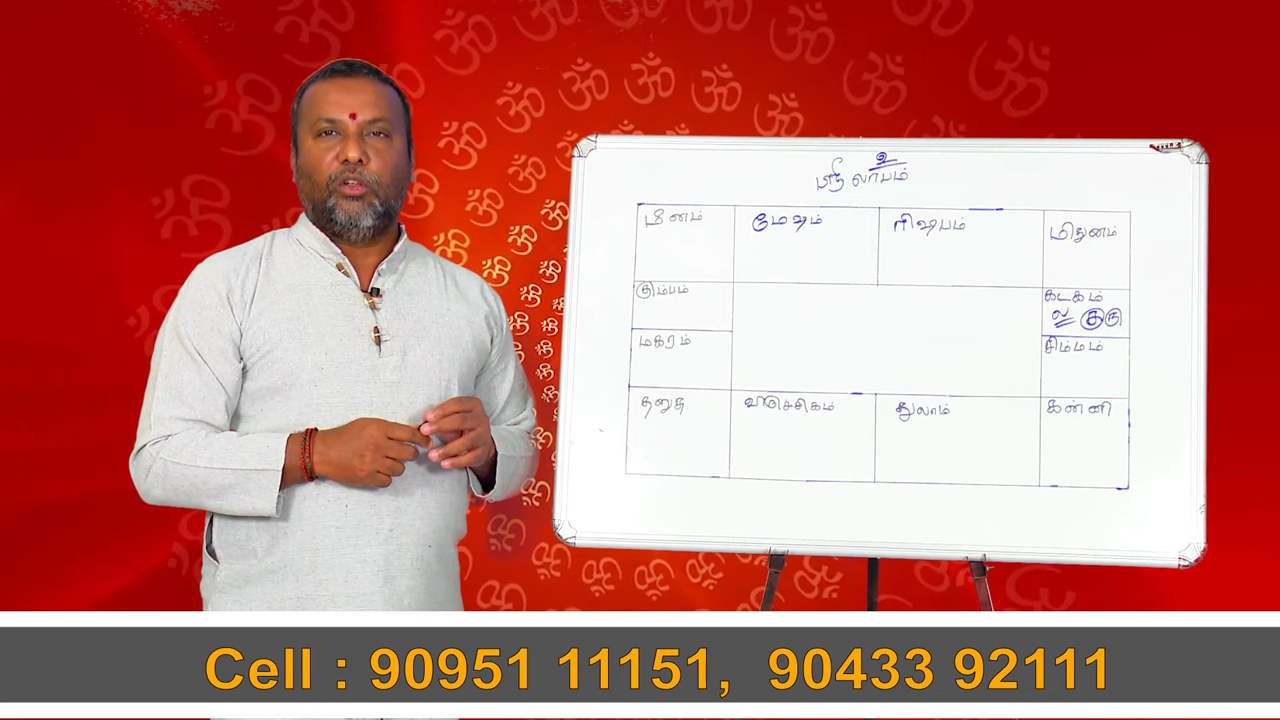 உ
ஸ்ரீ லாபம்
மீனம் மேஷம் ரிஷபம் மிதுனம்
கும்பம் கடகம்
ல குரு
மகரம் சிம்மம்
தனுசு விருச்சிகம் துலாம் கன்னி
Cell : 90951 11151, 90433 92111